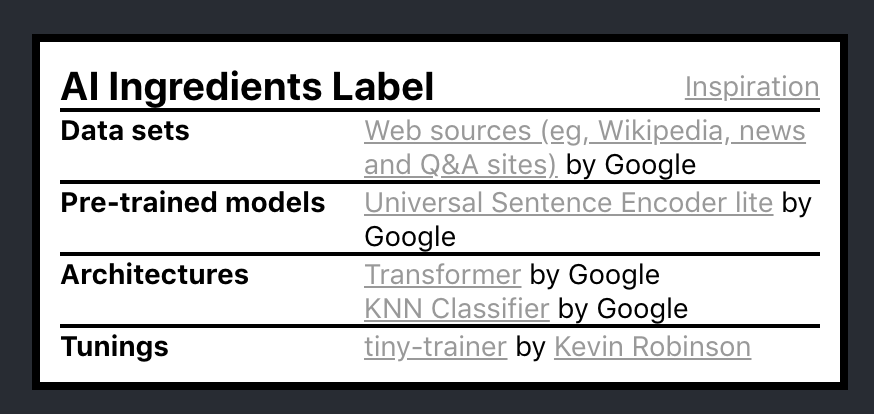 AI Ingredients Label Inspiration
Data sets Web sources (eg, Wikipedia, news
and Q&A sites) by Google
Pre-trained models Universal Sentence Encoder lite by
Google
Architectures Transformer by Google
KNN Classifier by Google
Tunings tiny-trainer by Kevin Robinson